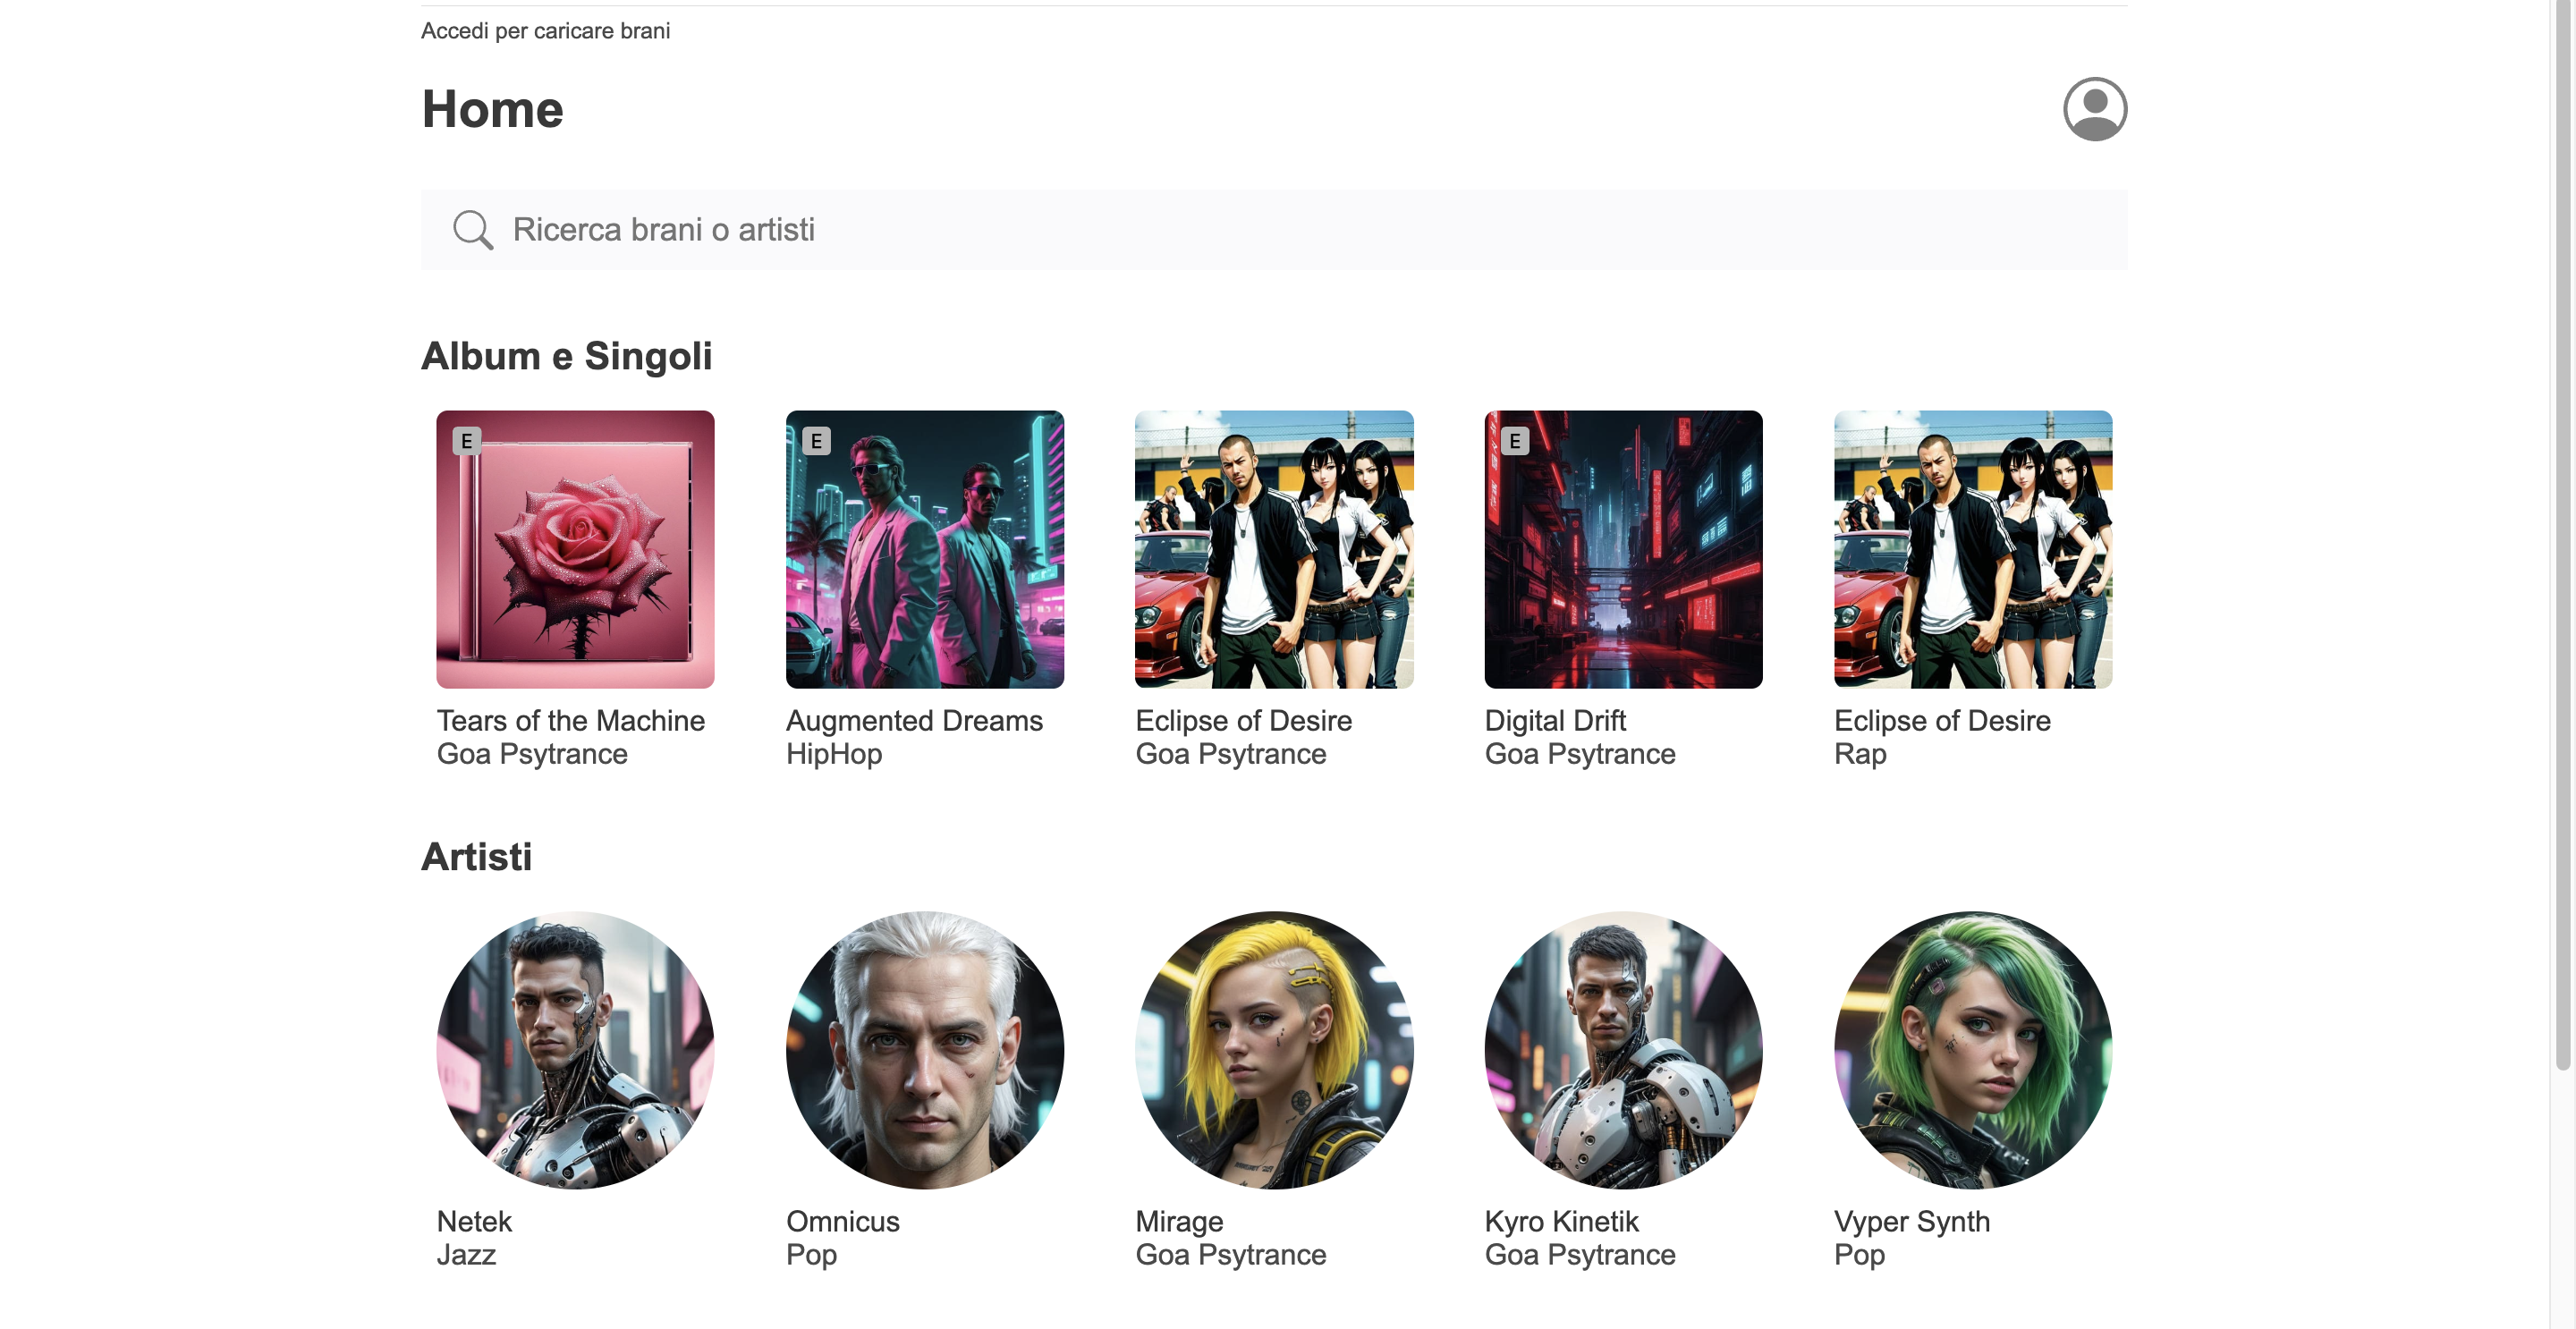 Accedi per caricare brani
Home
Ricerca brani o artisti
Album e Singoli
E
E
E
Tears of the Machine
Goa Psytrance
Augmented Dreams
HipHop
Eclipse of Desire
Goa Psytrance
Digital Drift
Goa Psytrance
Eclipse of Desire
Rap
Artisti
Netek
Jazz
Omnicus
Pop
Mirage
Goa Psytrance
Kyro Kinetik
Goa Psytrance
Vyper Synth
Pop